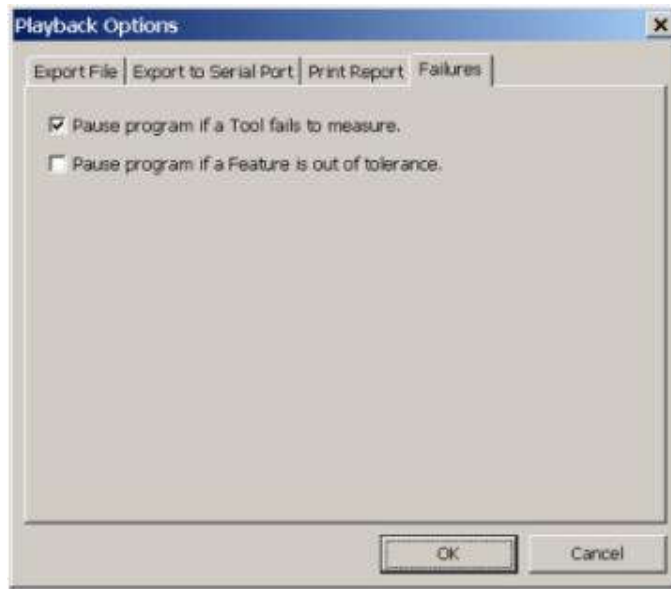 Playback Options
Export File Export to Serial Port Print Report Failures
Pause program if a Tool fails to measure.
Pause program if a Feature is out of tolerance.
OK Cancel